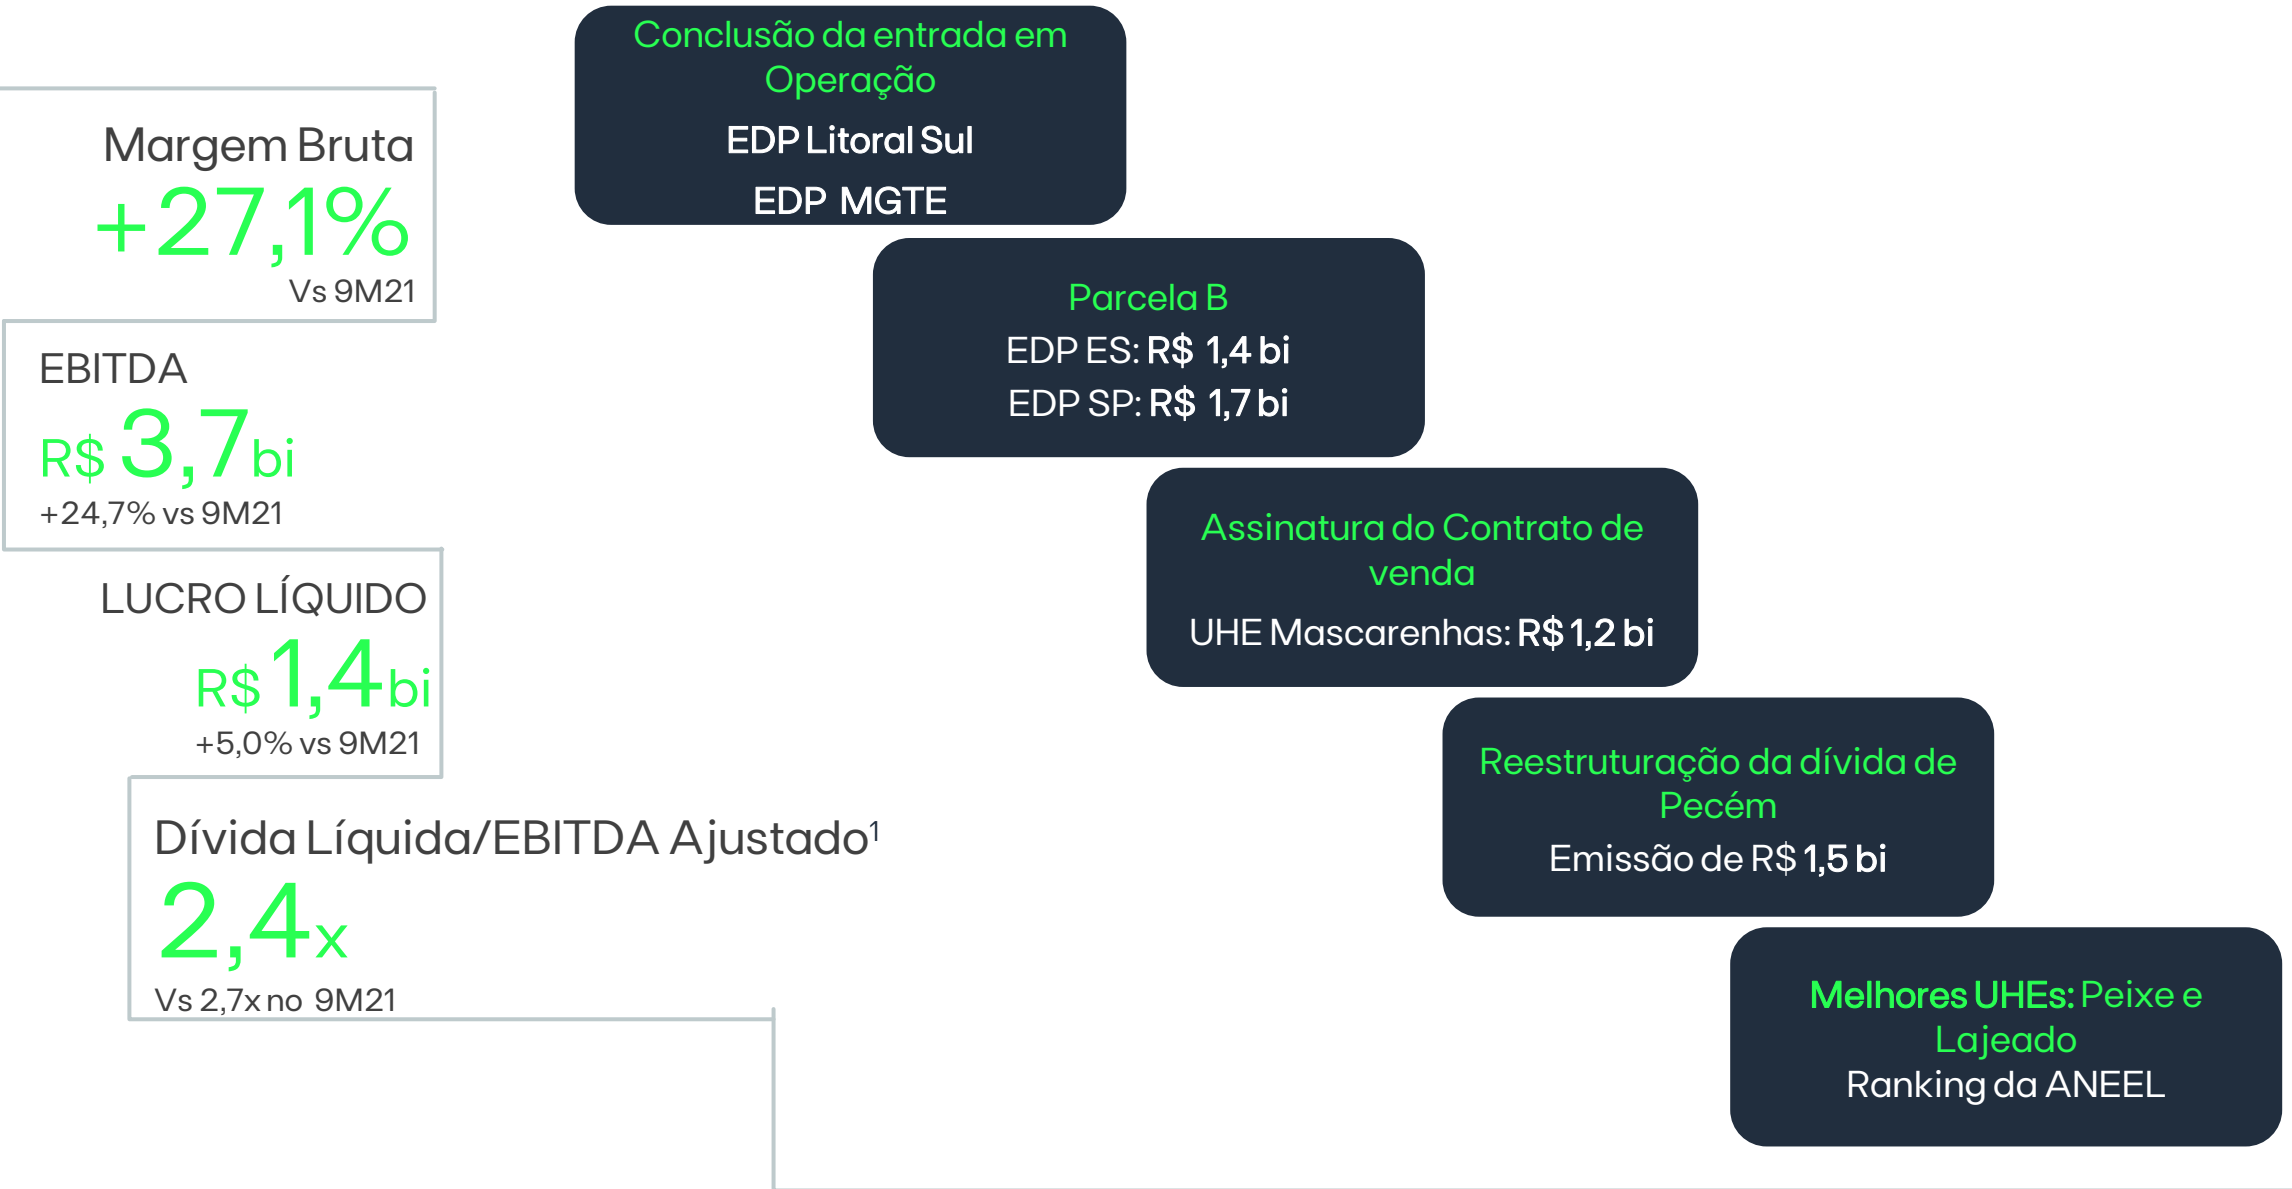 Margem Bruta
+27,1%
Vs 9M21
EBITDA
R$ 3,7bi
+24,7% vs 9M21
LUCRO LÍQUIDO
R$ 1,4bi
+5,0% vs 9M21
Dívida Líquida/EBITDA Ajustado¹
2,4x
Vs 2,7x no 9M21
Conclusão da entrada em
Operação
EDP Litoral Sul
EDP MGTE
Parcela B
EDP ES: R$ 1,4 bi
EDP SP: R$ 1,7 bi
Assinatura do Contrato de
venda
UHE Mascarenhas: R$ 1,2 bi
Reestruturação da dívida de
Pecém
Emissão de R$ 1,5 bi
Melhores UHEs: Peixe e
Lajeado
Ranking da ANEEL